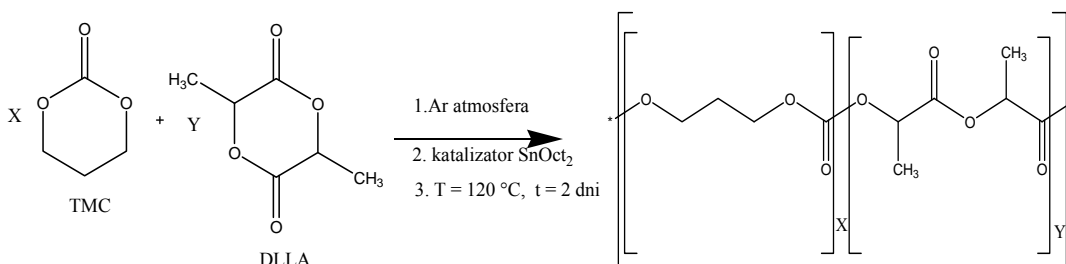 X
O
O
O
TMC
+
Y
H₃C
O
O
O
O
CH₃
DLLA
1.Ar atmosfera
2. katalizator SnOct₂
3. T = 120 °C, t = 2 dni
*
O
O
O
X
O
CH₃
O
O
CH₃
O
Y